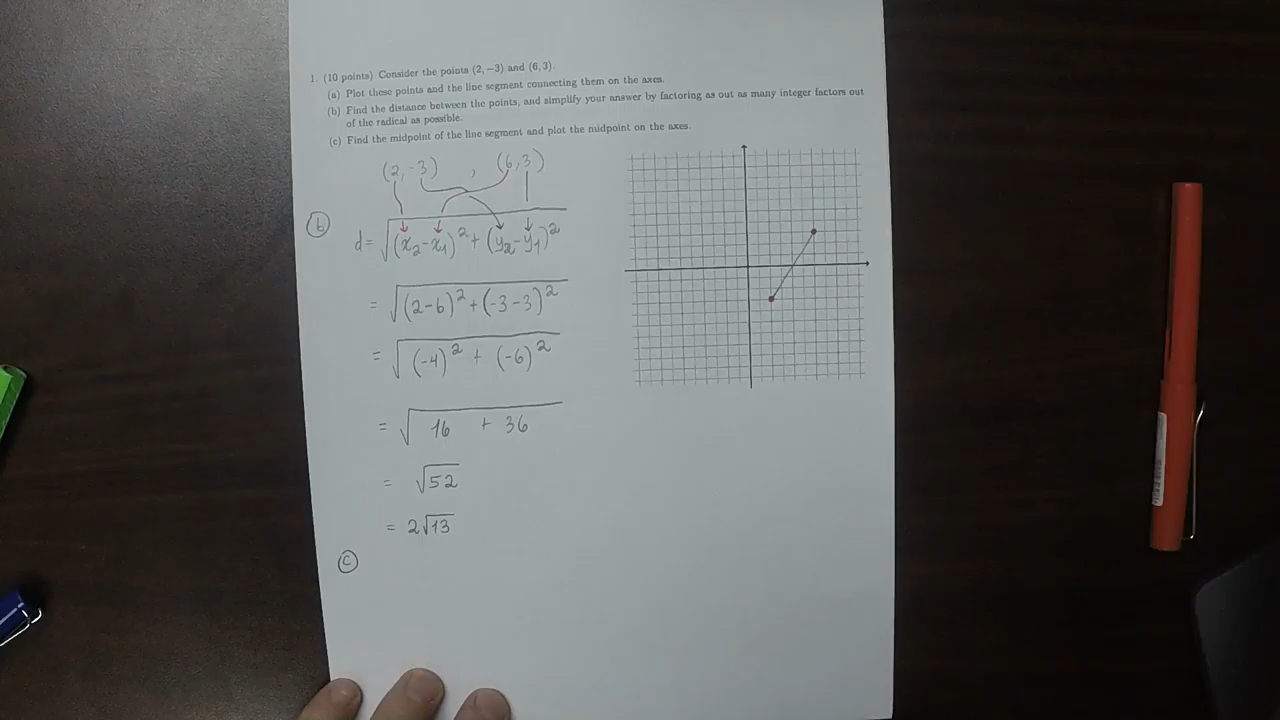 1. (10 points) Consider the points (2, −3) and (6, 3).
(a) Plot these points and the line segment connecting them on the axes.
(b) Find the distance between the points, and simplify your answer by factoring as out as many integer factors out
of the radical as possible.
(c) Find the midpoint of the line segment and plot the midpoint on the axes.
(2, -3) , (6, 3)
(b)
d = √((x₂-x₁)² + (y₂-y₁)²)
= √((2-6)² + (-3-3)²)
= √((-4)² + (-6)²)
= √(16 + 36)
= √52
= 2√13
(c)